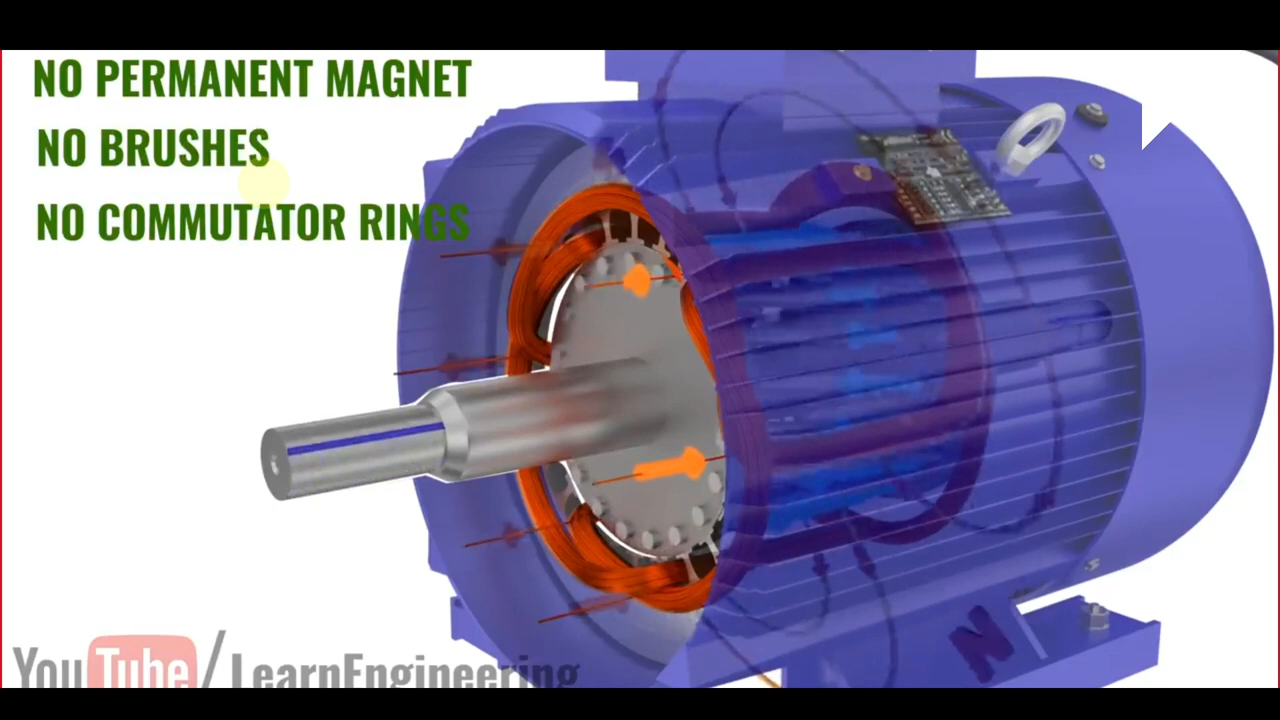 NO PERMANENT MAGNET
NO BRUSHES
NO COMMUTATOR RINGS
N
YouTube/LearnEngineering